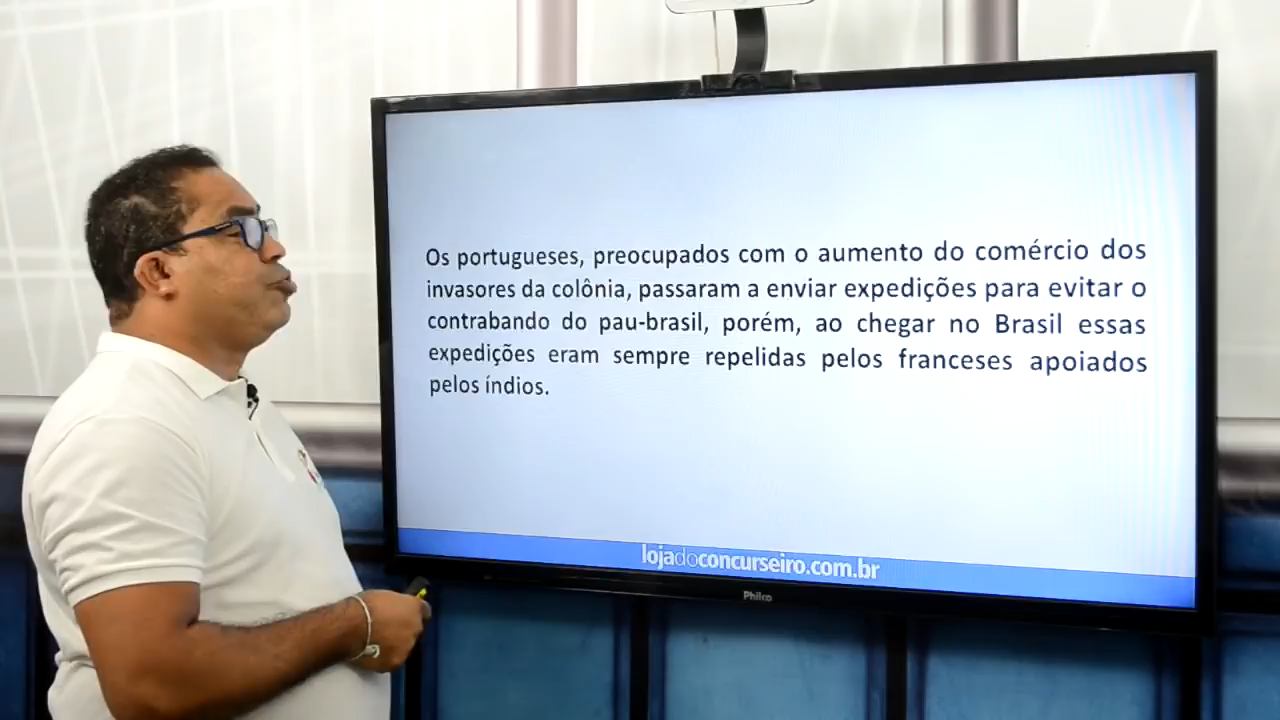 Os portugueses, preocupados com o aumento do comércio dos
invasores da colônia, passaram a enviar expedições para evitar o
contrabando do pau-brasil, porém, ao chegar no Brasil essas
expedições eram sempre repelidas pelos franceses apoiados
pelos índios.
lojadoconcurseiro.com.br
Philco